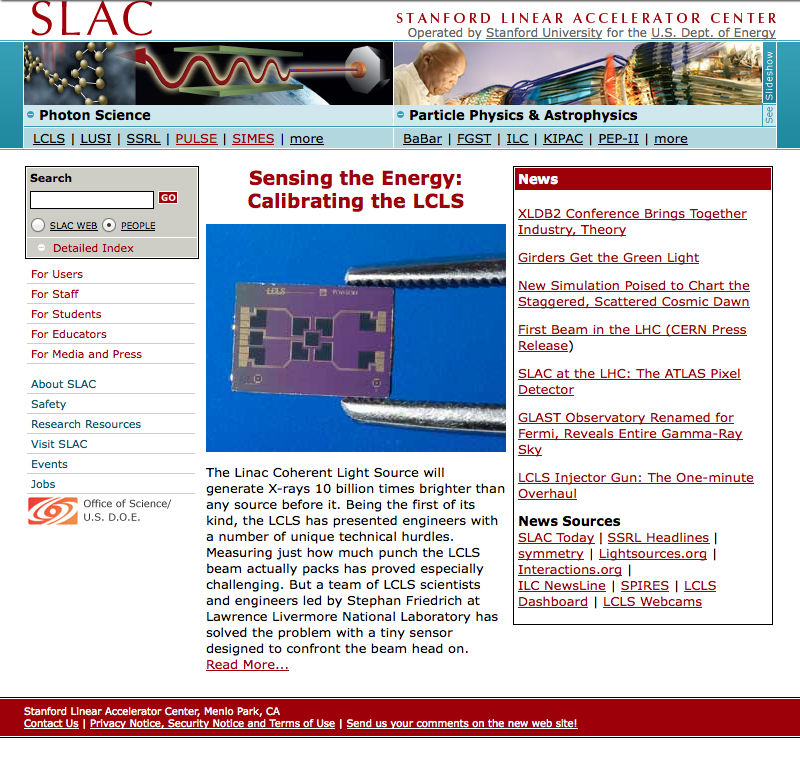 SLAC
STANFORD LINEAR ACCELERATOR CENTER
Operated by Stanford University for the U.S. Dept. of Energy
See Slideshow
Photon Science
LCLS | LUSI | SSRL | PULSE | SIMES | more
Particle Physics & Astrophysics
BaBar | FGST | ILC | KIPAC | PEP-II | more
Search
GO
SLAC WEB PEOPLE
Detailed Index
For Users
For Staff
For Students
For Educators
For Media and Press
About SLAC
Safety
Research Resources
Visit SLAC
Events
Jobs
Office of Science/
U.S. D.O.E.
Sensing the Energy:
Calibrating the LCLS
LCLS
The Linac Coherent Light Source will
generate X-rays 10 billion times brighter than
any source before it. Being the first of its
kind, the LCLS has presented engineers with
a number of unique technical hurdles.
Measuring just how much punch the LCLS
beam actually packs has proved especially
challenging. But a team of LCLS scientists
and engineers led by Stephan Friedrich at
Lawrence Livermore National Laboratory has
solved the problem with a tiny sensor
designed to confront the beam head on.
Read More...
News
XLDB2 Conference Brings Together
Industry, Theory
Girders Get the Green Light
New Simulation Poised to Chart the
Staggered, Scattered Cosmic Dawn
First Beam in the LHC (CERN Press
Release)
SLAC at the LHC: The ATLAS Pixel
Detector
GLAST Observatory Renamed for
Fermi, Reveals Entire Gamma-Ray
Sky
LCLS Injector Gun: The One-minute
Overhaul
News Sources
SLAC Today | SSRL Headlines |
symmetry | Lightsources.org |
Interactions.org |
ILC NewsLine | SPIRES | LCLS
Dashboard | LCLS Webcams
Stanford Linear Accelerator Center, Menlo Park, CA
Contact Us | Privacy Notice, Security Notice and Terms of Use | Send us your comments on the new web site!